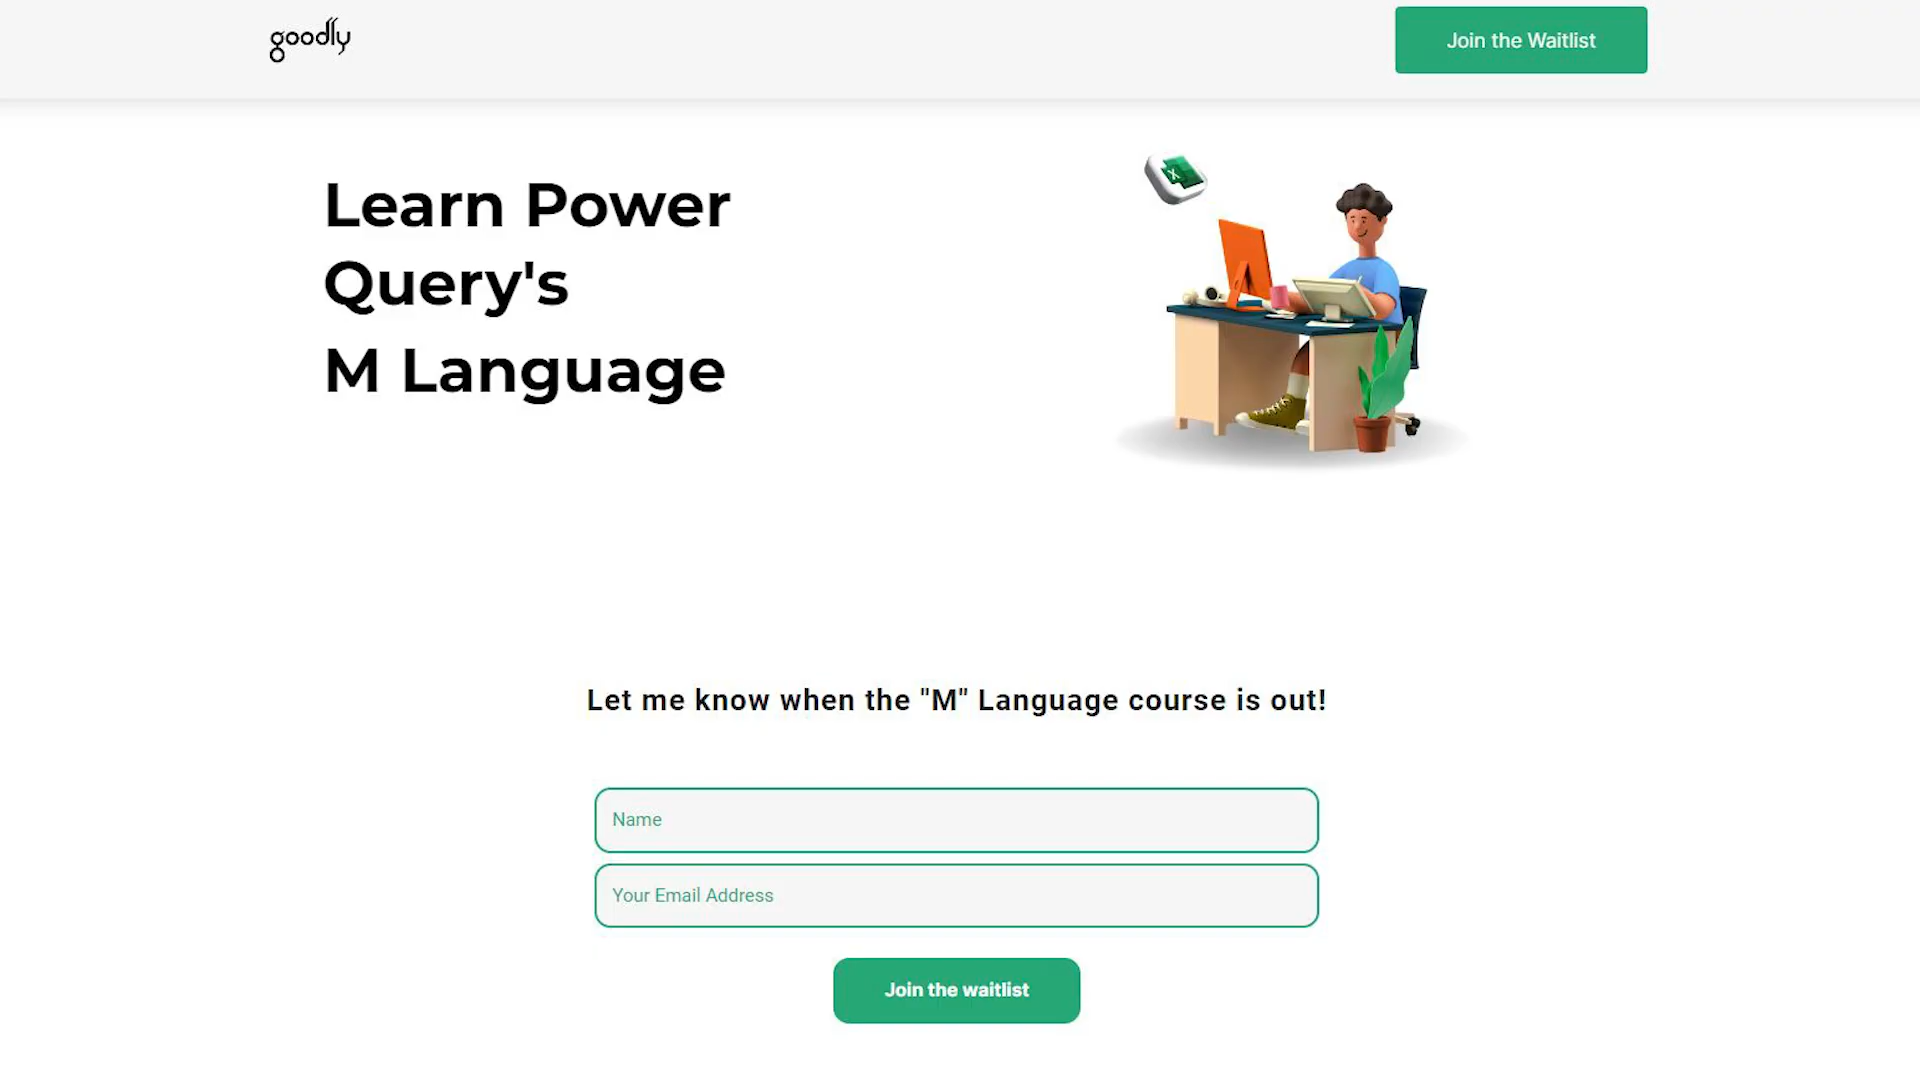 goodly
Join the Waitlist
Learn Power
Query's
M Language
X
Let me know when the "M" Language course is out!
Name
Your Email Address
Join the waitlist